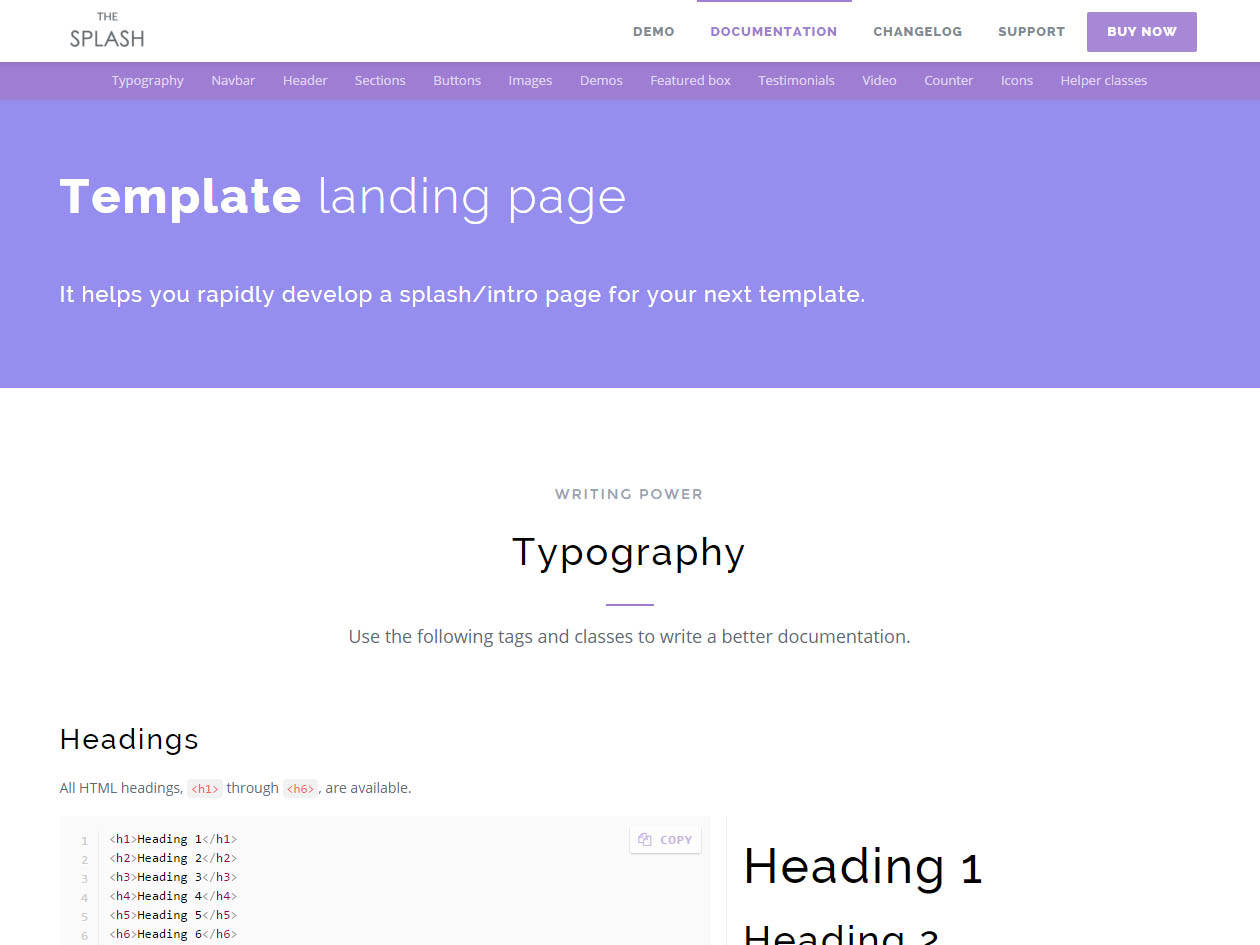 THE
SPLASH
DEMO DOCUMENTATION CHANGELOG SUPPORT BUY NOW
Typography Navbar Header Sections Buttons Images Demos Featured box Testimonials Video Counter Icons Helper classes
Template landing page
It helps you rapidly develop a splash/intro page for your next template.
WRITING POWER
Typography
Use the following tags and classes to write a better documentation.
Headings
All HTML headings, <h1> through <h6>, are available.
COPY
1 <h1>Heading 1</h1>
2 <h2>Heading 2</h2>
3 <h3>Heading 3</h3>
4 <h4>Heading 4</h4>
5 <h5>Heading 5</h5>
6 <h6>Heading 6</h6>
Heading 1
Heading 2